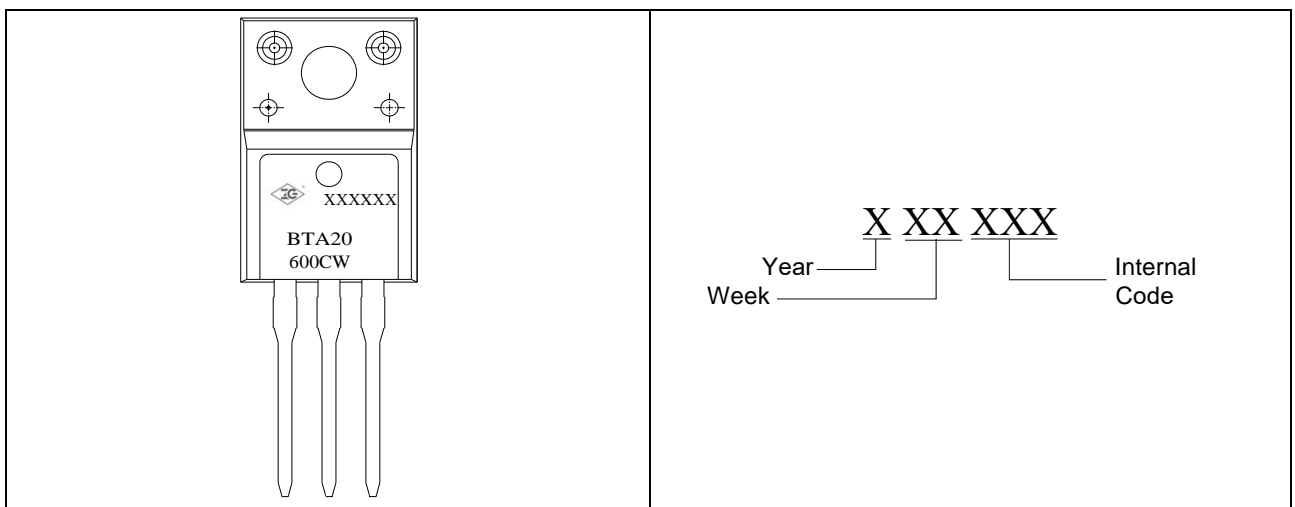 XXXXXX
BTA20
600CW
X XX XXX
Year
Week
Internal
Code